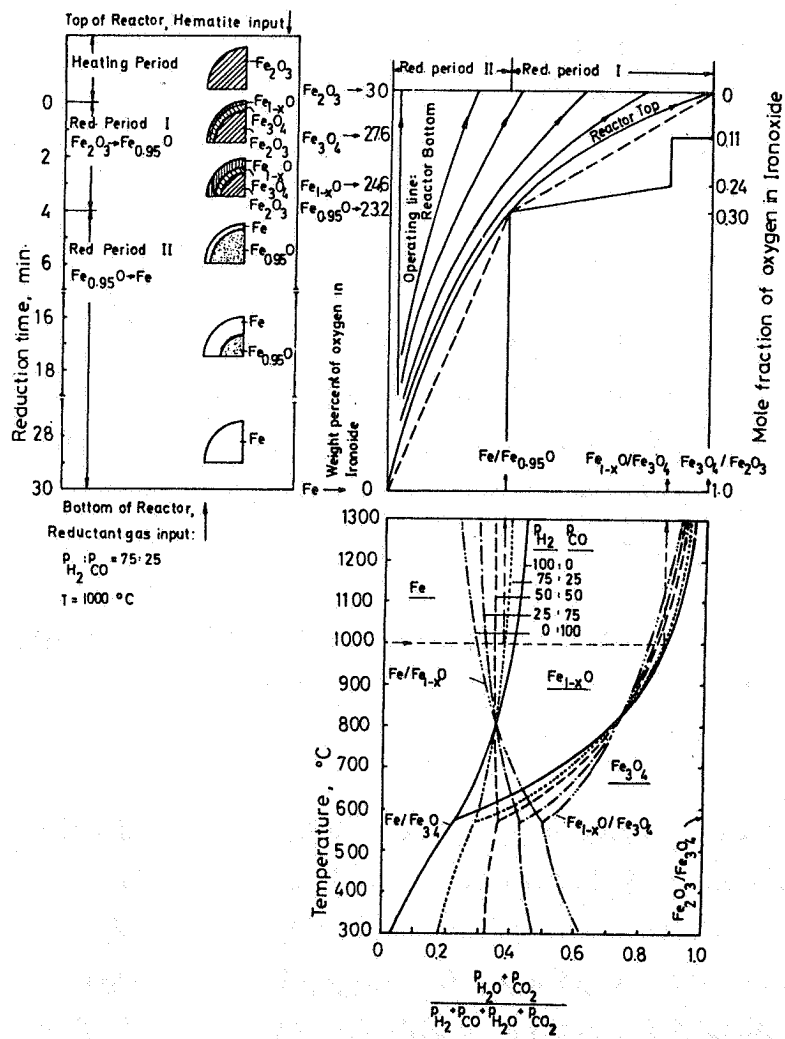 Top of Reactor, Hematite input
Heating Period
Fe2O3
0
Red Period I
Fe2O3→Fe0.95O
2
4
Red Period II
6
Fe0.95O→Fe
16
18
28
30
Reduction time, min.
Fe1-xO
Fe3O4
Fe2O3
Fe1-xO
Fe3O4
Fe2O3
Fe
Fe0.95O
Fe
Fe0.95O
Fe
Bottom of Reactor,
Reductant gas input:
PH2:PCO = 75:25
T = 1000 °C
Red. period II
Red. period I
Fe2O3 → 30
Fe3O4 → 27.6
Fe1-xO → 24.6
Fe0.95O → 23.2
Fe → 0
Weight percent of oxygen in
Ironoxide
Operating line:
Reactor Bottom
Reactor Top
0
0.11
0.24
0.30
1.0
Mole fraction of oxygen in Ironoxide
Fe/Fe0.95O
Fe1-xO/Fe3O4
Fe3O4/Fe2O3
1300
1200
1100
1000
900
800
700
600
500
400
300
Temperature, °C
PH2 PCO
100 : 0
75 : 25
50 : 50
25 : 75
0 : 100
Fe
Fe/Fe1-xO
Fe1-xO
Fe3O4
Fe/Fe3O4
Fe1-xO/Fe3O4
Fe2O3/Fe3O4
0
0.2
0.4
0.6
0.8
1.0
PH2O+PCO2
PH2+PCO+PH2O+PCO2